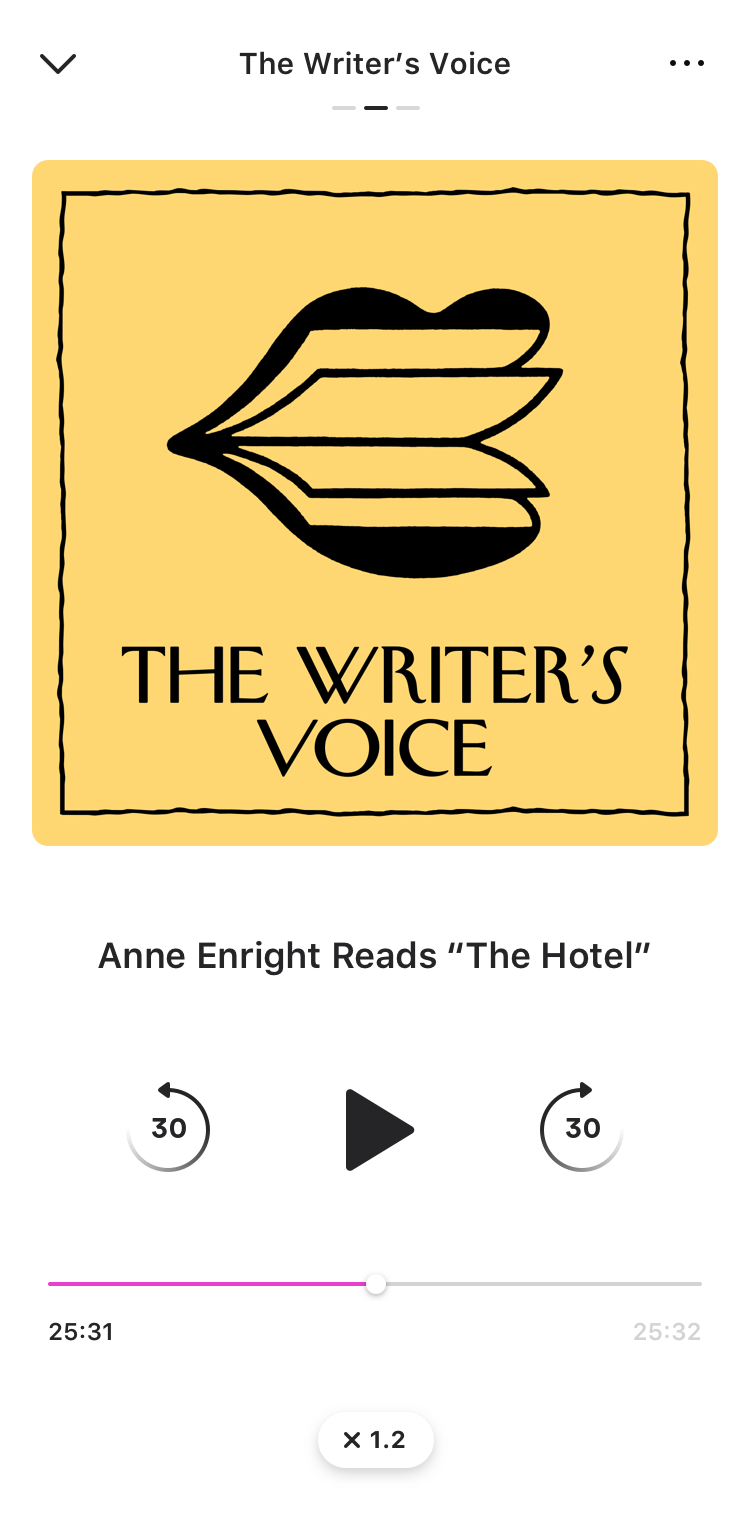 The Writer’s Voice
THE WRITER’S
VOICE
Anne Enright Reads “The Hotel”
30
30
25:31
25:32
× 1.2